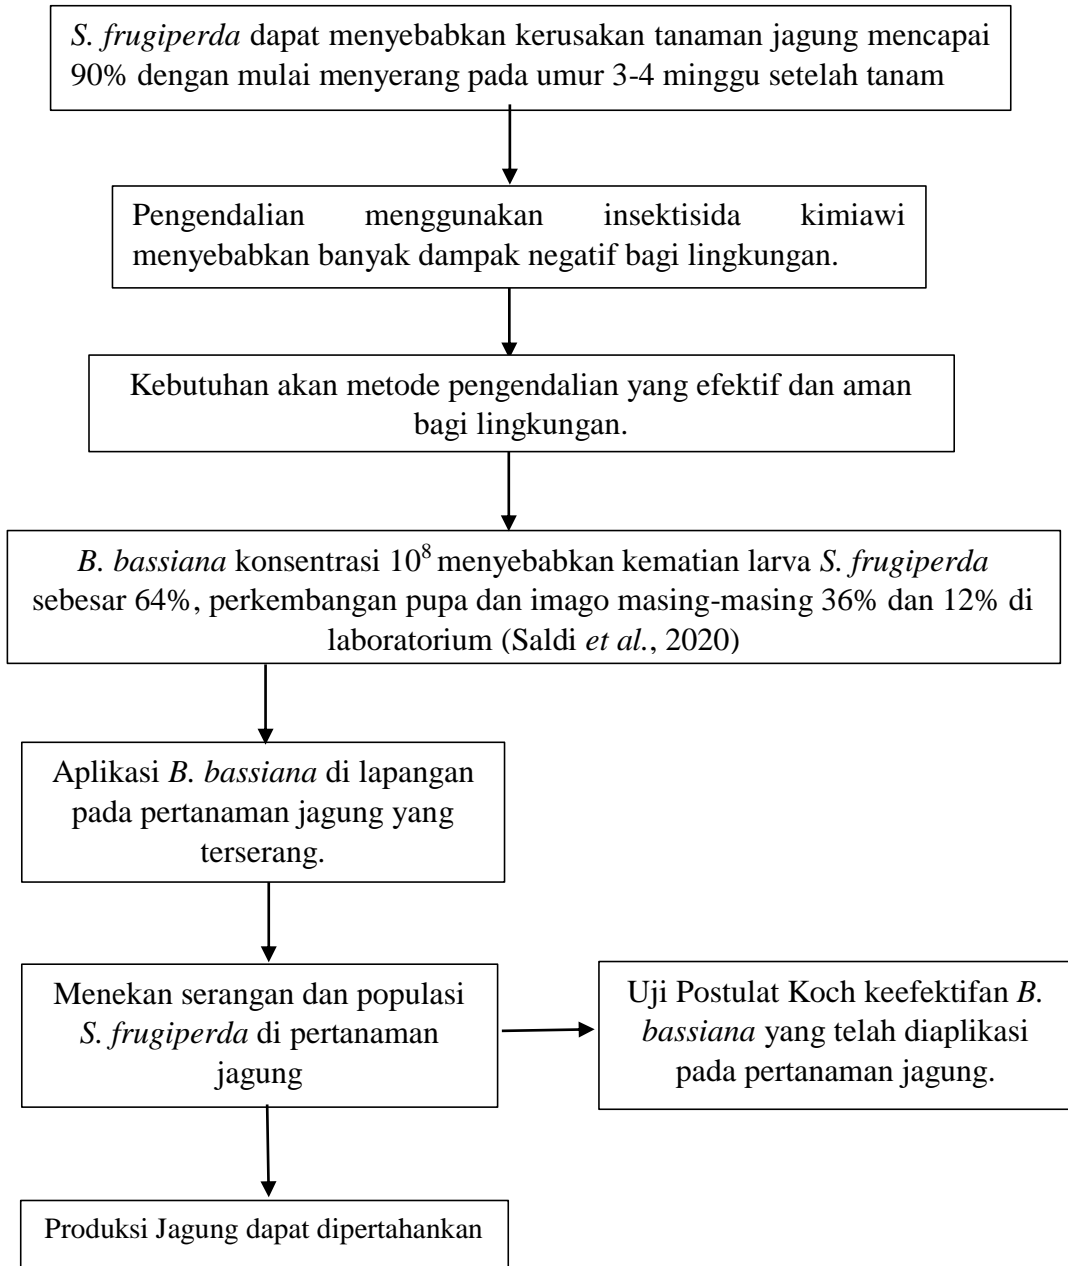 S. frugiperda dapat menyebabkan kerusakan tanaman jagung mencapai
90% dengan mulai menyerang pada umur 3-4 minggu setelah tanam
Pengendalian menggunakan insektisida kimiawi
menyebabkan banyak dampak negatif bagi lingkungan.
Kebutuhan akan metode pengendalian yang efektif dan aman
bagi lingkungan.
B. bassiana konsentrasi 10⁸ menyebabkan kematian larva S. frugiperda
sebesar 64%, perkembangan pupa dan imago masing-masing 36% dan 12% di
laboratorium (Saldi et al., 2020)
Aplikasi B. bassiana di lapangan
pada pertanaman jagung yang
terserang.
Menekan serangan dan populasi
S. frugiperda di pertanaman
jagung
Uji Postulat Koch keefektifan B.
bassiana yang telah diaplikasi
pada pertanaman jagung.
Produksi Jagung dapat dipertahankan